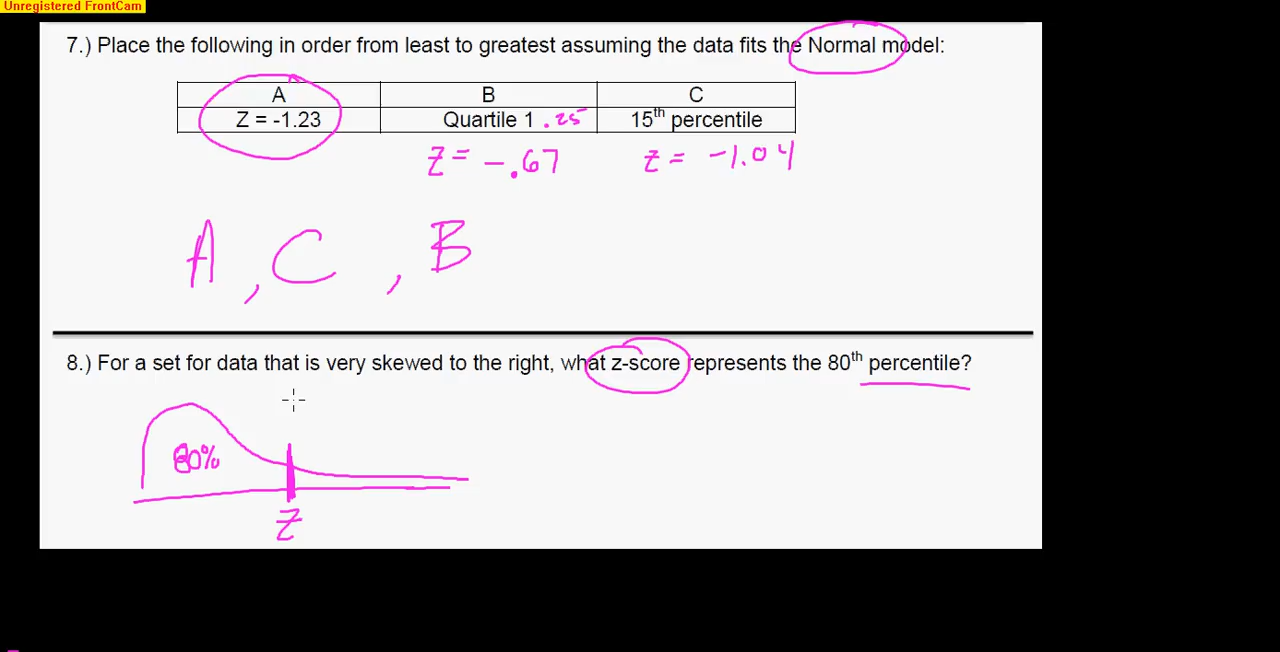 Unregistered FrontCam
7.) Place the following in order from least to greatest assuming the data fits the Normal model:
A B C
Z = -1.23 Quartile 1 .25 15th percentile
Z = -.67 Z = -1.04
A, C, B
8.) For a set for data that is very skewed to the right, what z-score represents the 80th percentile?
80%
Z